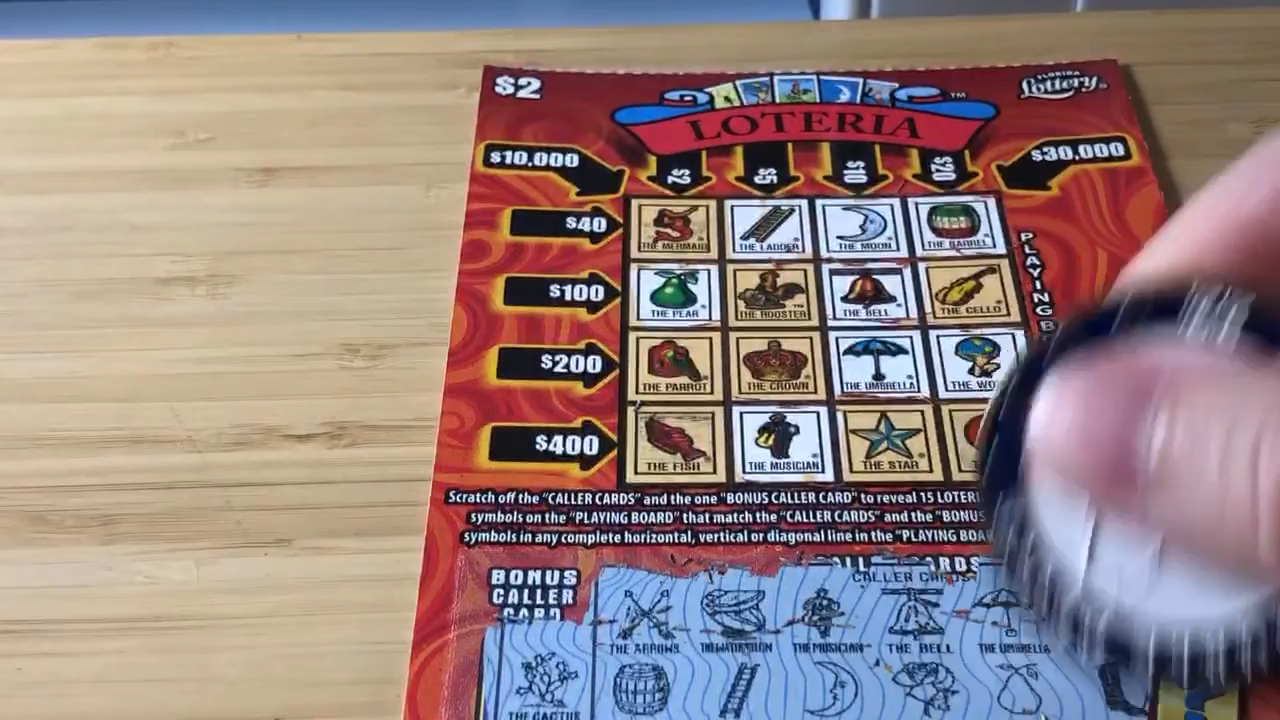 $2
FLORIDA
Lottery
LOTERIA™
$10,000
$2 $5 $10 $20
$30,000
$40
THE MERMAID
THE LADDER
THE MOON
THE BARREL
$100
THE PEAR
THE ROOSTER
THE BELL
THE CELLO
PLAYING B
$200
THE PARROT
THE CROWN
THE UMBRELLA
THE WO
$400
THE FISH
THE MUSICIAN
THE STAR
Scratch off the "CALLER CARDS" and the one "BONUS CALLER CARD" to reveal 15 LOTERI
symbols on the "PLAYING BOARD" that match the "CALLER CARDS" and the "BONUS
symbols in any complete horizontal, vertical or diagonal line in the "PLAYING BOA
BONUS
CALLER
CARD
CALLER CARDS
THE ARROWS
THE WATERMELON
THE MUSICIAN
THE BELL
THE UMBRELLA
THE CACTUS